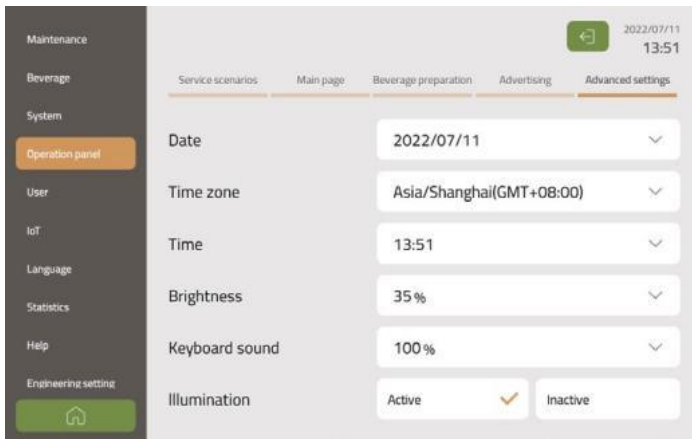 Maintenance
Beverage
System
Operation panel
User
IoT
Language
Statistics
Help
Engineering setting
2022/07/11
13:51
Service scenarios
Main page
Beverage preparation
Advertising
Advanced settings
Date
2022/07/11
Time zone
Asia/Shanghai(GMT+08:00)
Time
13:51
Brightness
35 %
Keyboard sound
100 %
Illumination
Active
Inactive